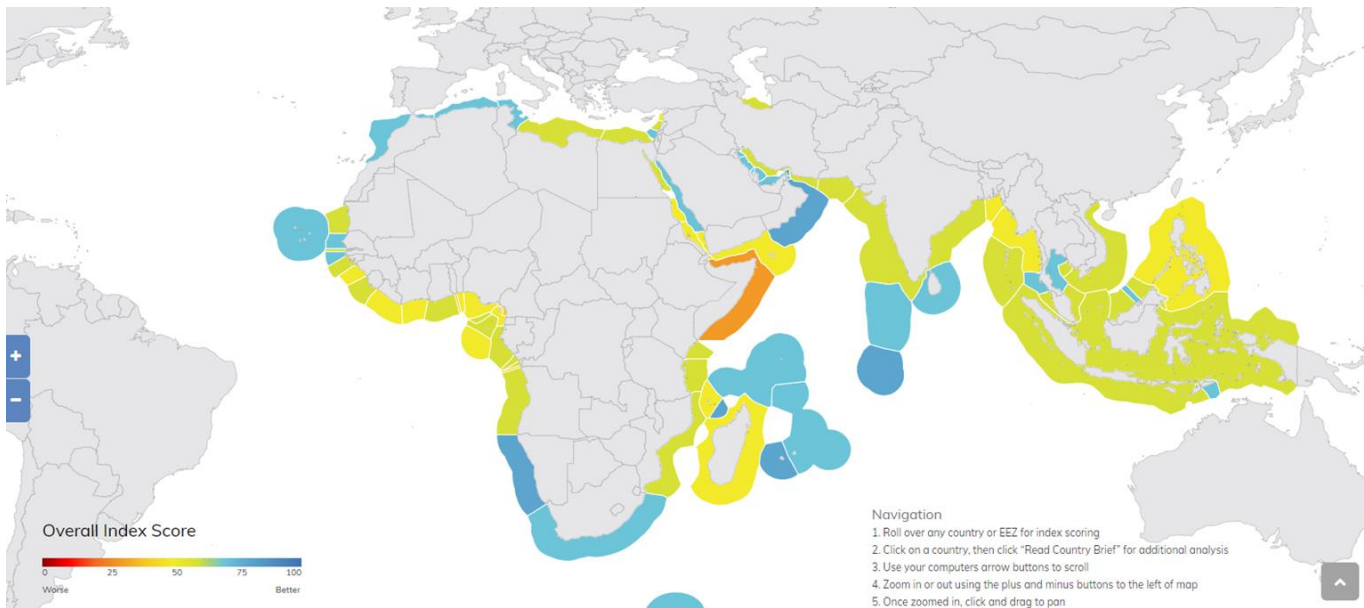 +
−
Overall Index Score
0 25 50 75 100
Worse Better
Navigation
1. Roll over any country or EEZ for index scoring
2. Click on a country, then click “Read Country Brief” for additional analysis
3. Use your computers arrow buttons to scroll
4. Zoom in or out using the plus and minus buttons to the left of map
5. Once zoomed in, click and drag to pan